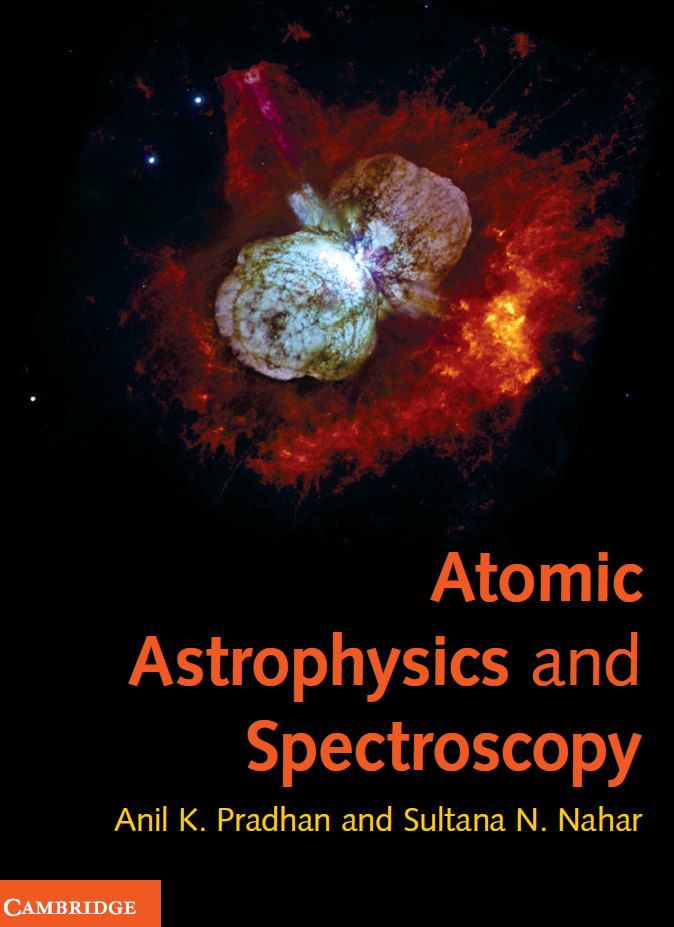 Atomic
Astrophysics and
Spectroscopy
Anil K. Pradhan and Sultana N. Nahar
CAMBRIDGE